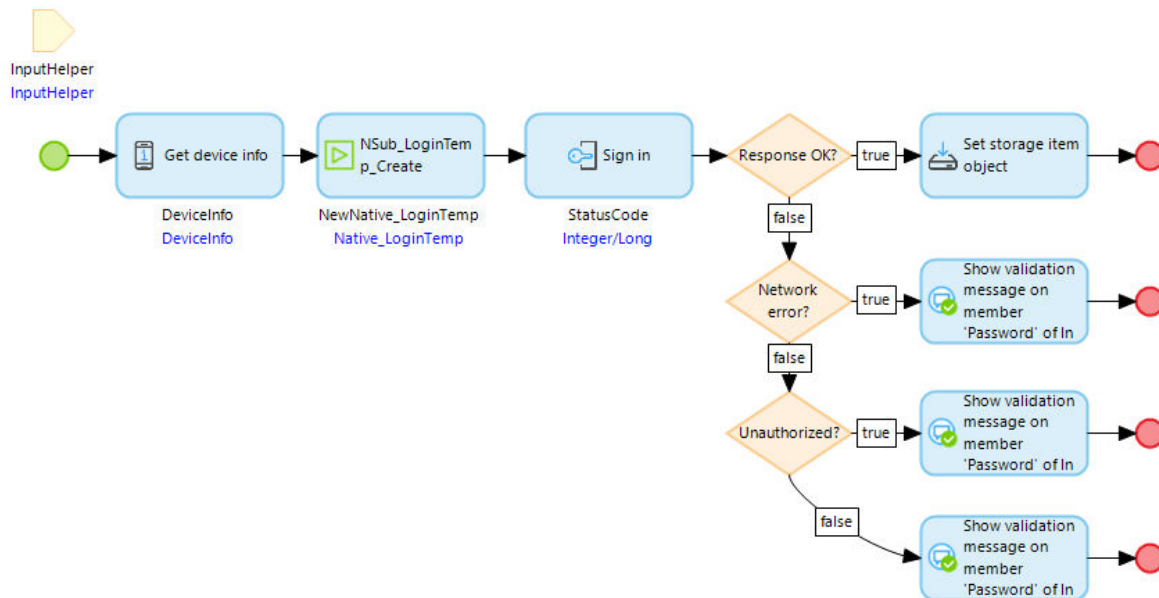 InputHelper
InputHelper
Get device info
DeviceInfo
DeviceInfo
NSub_LoginTem
p_Create
NewNative_LoginTemp
Native_LoginTemp
Sign in
StatusCode
Integer/Long
Response OK?
true
Set storage item
object
false
Network
error?
true
Show validation
message on
member
'Password' of In
false
Unauthorized?
true
Show validation
message on
member
'Password' of In
false
Show validation
message on
member
'Password' of In